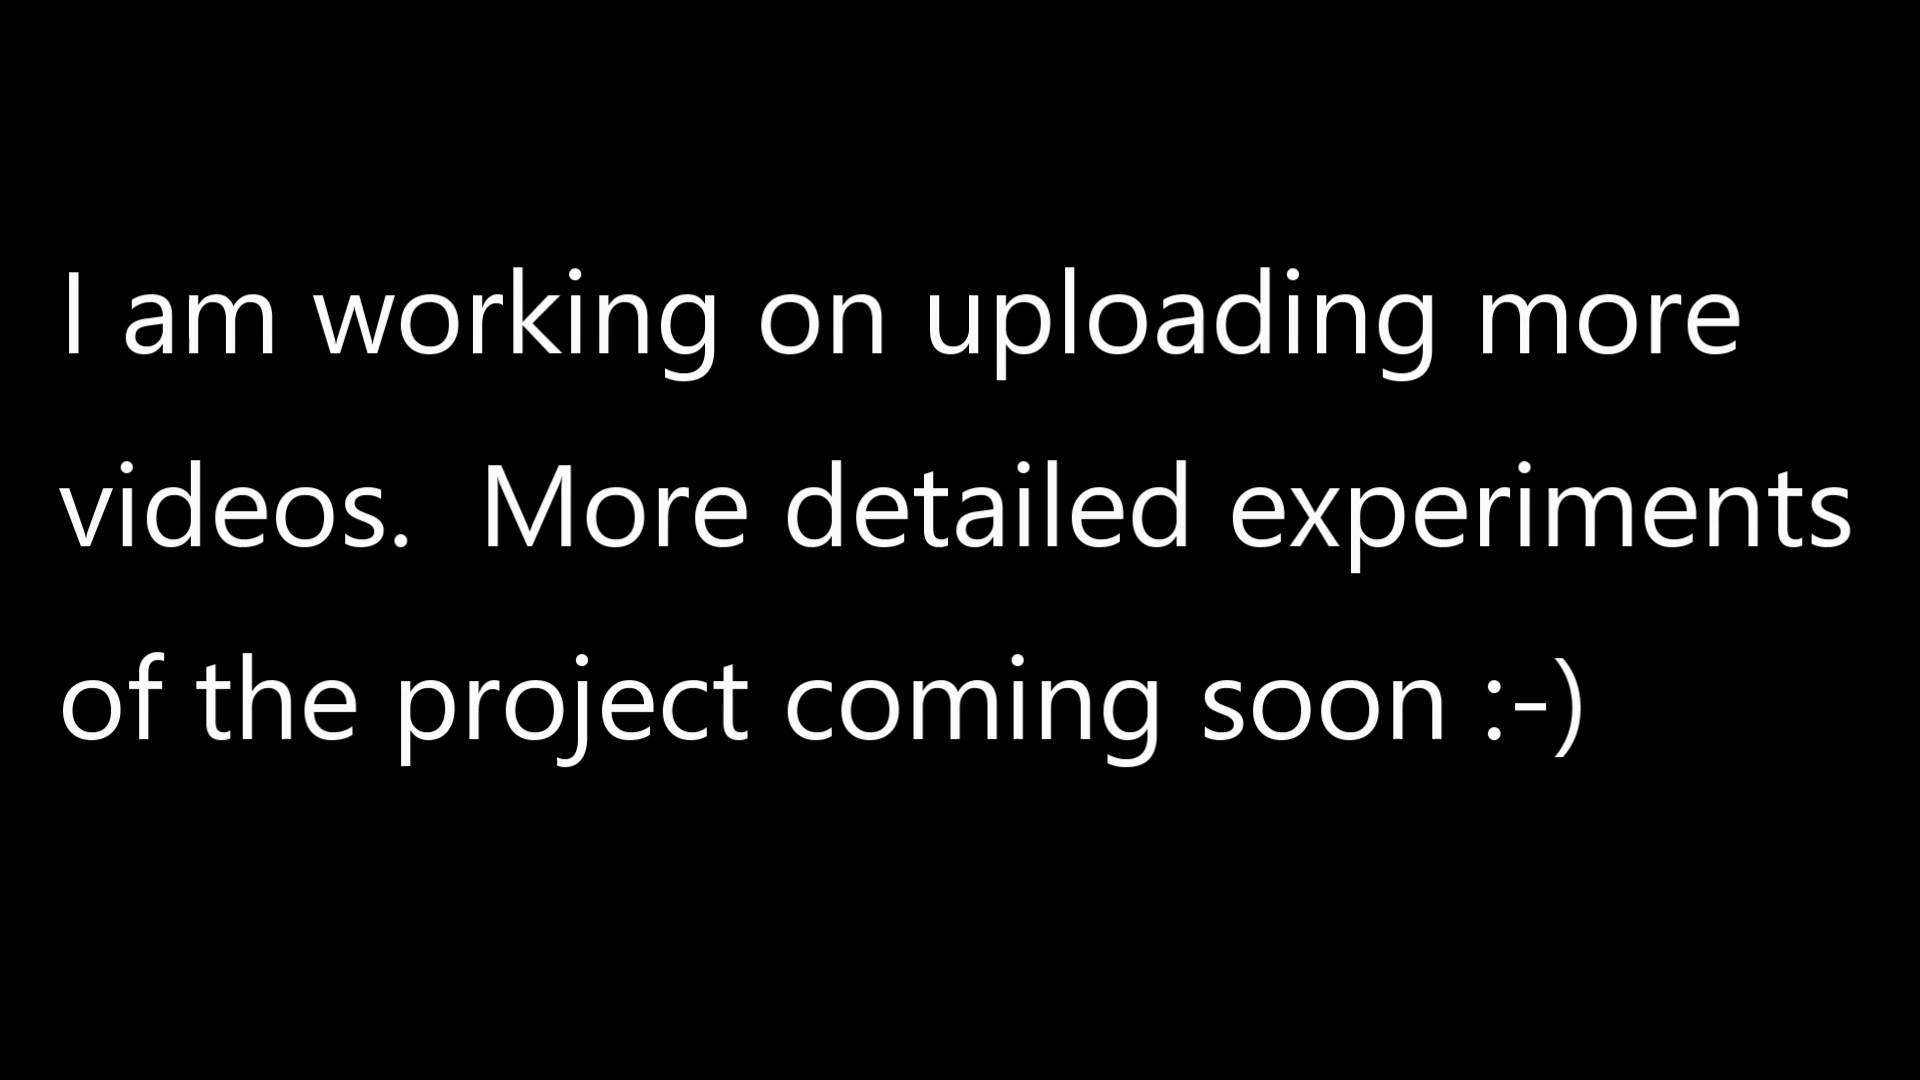 I am working on uploading more
videos.  More detailed experiments
of the project coming soon :-)